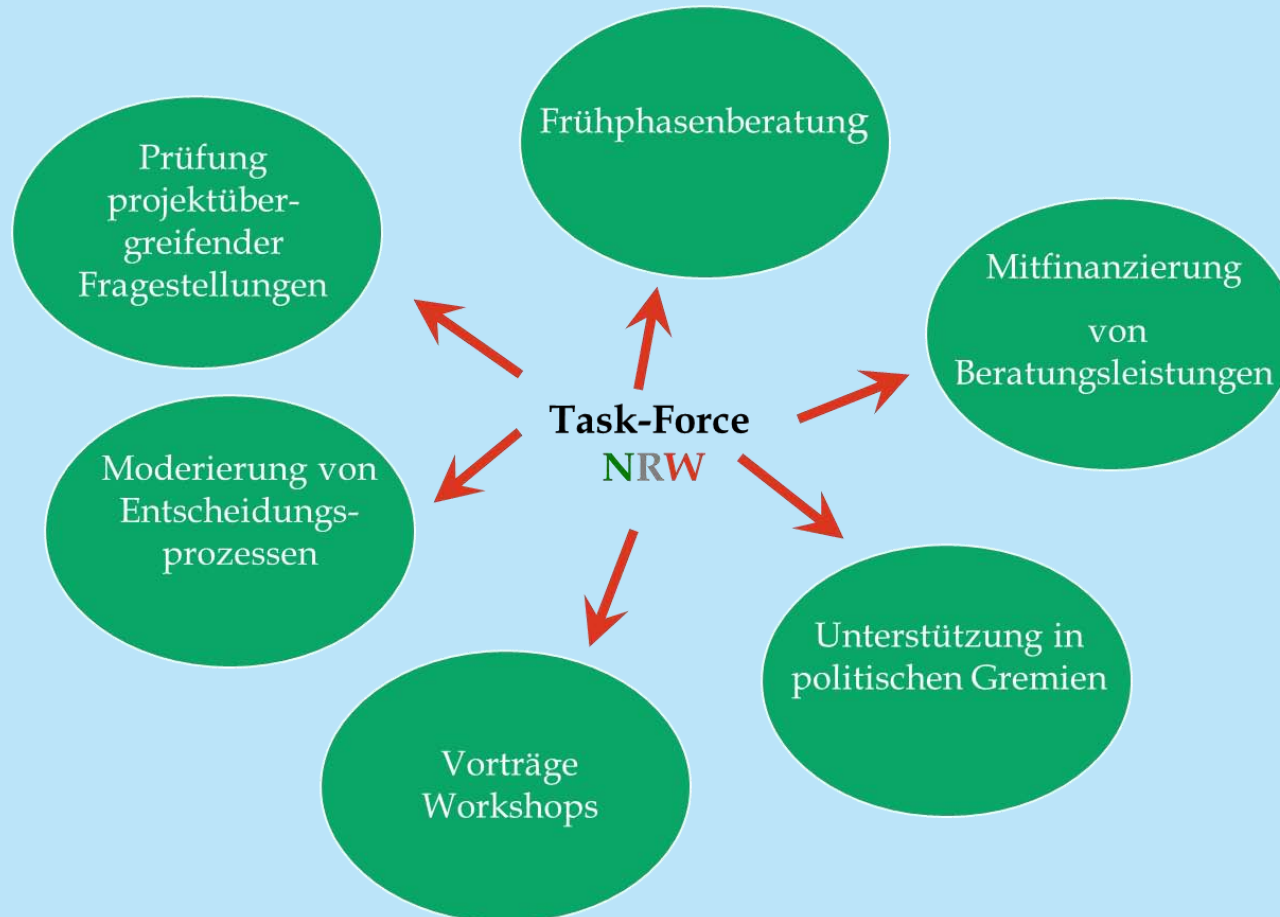 Frühphasenberatung
Prüfung
projektüber-
greifender
Fragestellungen
Mitfinanzierung
von
Beratungsleistungen
Task-Force
NRW
Moderierung von
Entscheidungs-
prozessen
Unterstützung in
politischen Gremien
Vorträge
Workshops